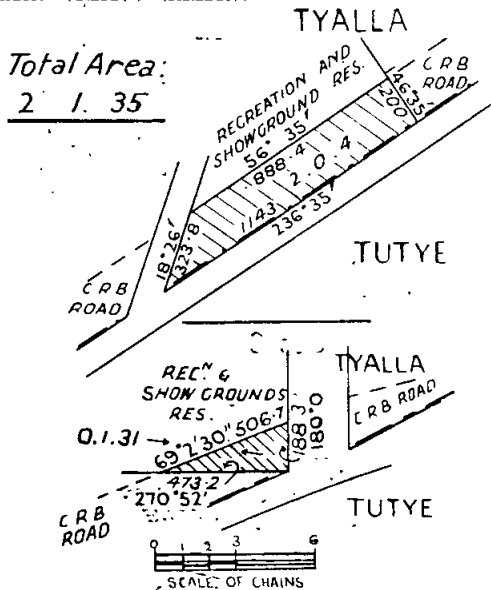 TYALLA
Total Area:
2 1. 35
RECREATION AND
SHOWGROUND RES.
56° 35'
888·4
2 0 4
1143
236° 35'
46° 35'
200
C R B
ROAD
18° 26'
323·8
C R B
ROAD
TUTYE
TYALLA
REC.N &
SHOW GROUNDS
RES.
0.1.31
69° 2' 30" 506·7
188·3
180° 0
473·2
270° 52'
C R B ROAD
C R B
ROAD
TUTYE
0 1 2 3 6
SCALE OF CHAINS